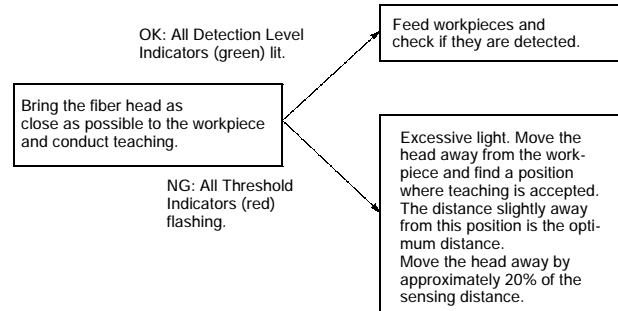 OK: All Detection Level
Indicators (green) lit.
Feed workpieces and
check if they are detected.
Bring the fiber head as
close as possible to the workpiece
and conduct teaching.
NG: All Threshold
Indicators (red)
flashing.
Excessive light. Move the
head away from the work-
piece and find a position
where teaching is accepted.
The distance slightly away
from this position is the opti-
mum distance.
Move the head away by
approximately 20% of the
sensing distance.